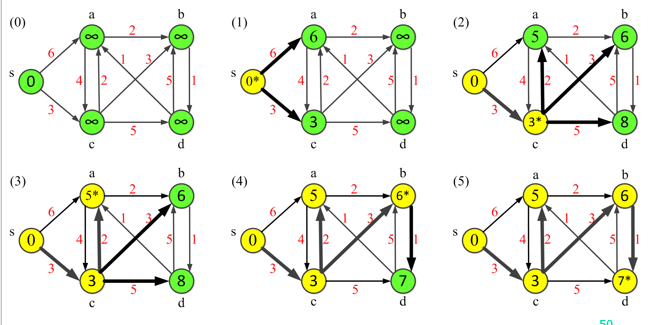 (0) a 2 b (1) a 2 b (2) a 2 b
∞ ∞ 6 ∞ 5 6
6 1 3 6 1 3 6 1 3
s 0 4 2 5 1 s 0* 4 2 5 1 s 0 4 2 5 1
3 3 3
∞ 5 ∞ 3 5 ∞ 3* 5 8
c d c d c d
(3) a 2 b (4) a 2 b (5) a 2 b
5* 6 5 6* 5 6
6 1 3 6 1 3 6 1 3
s 0 4 2 5 1 s 0 4 2 5 1 s 0 4 2 5 1
3 3 3
3 5 8 3 5 7 3 5 7*
c d c d c d
50